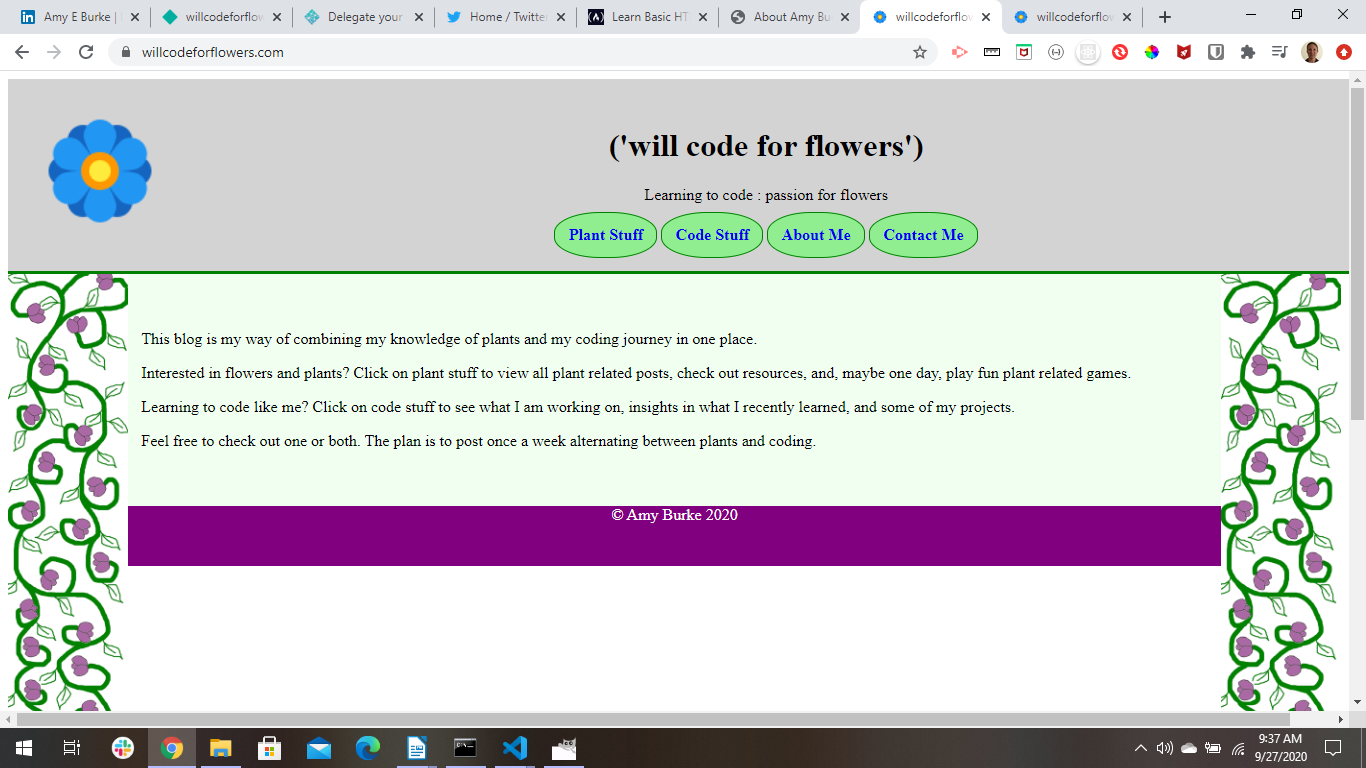 Amy E Burke |
willcodeforflow
Delegate your
Home / Twitter
Learn Basic HT
About Amy Bu
willcodeforflow
willcodeforflow
willcodeforflowers.com
('will code for flowers')
Learning to code : passion for flowers
Plant Stuff Code Stuff About Me Contact Me
This blog is my way of combining my knowledge of plants and my coding journey in one place.
Interested in flowers and plants? Click on plant stuff to view all plant related posts, check out resources, and, maybe one day, play fun plant related games.
Learning to code like me? Click on code stuff to see what I am working on, insights in what I recently learned, and some of my projects.
Feel free to check out one or both. The plan is to post once a week alternating between plants and coding.
© Amy Burke 2020
9:37 AM
9/27/2020